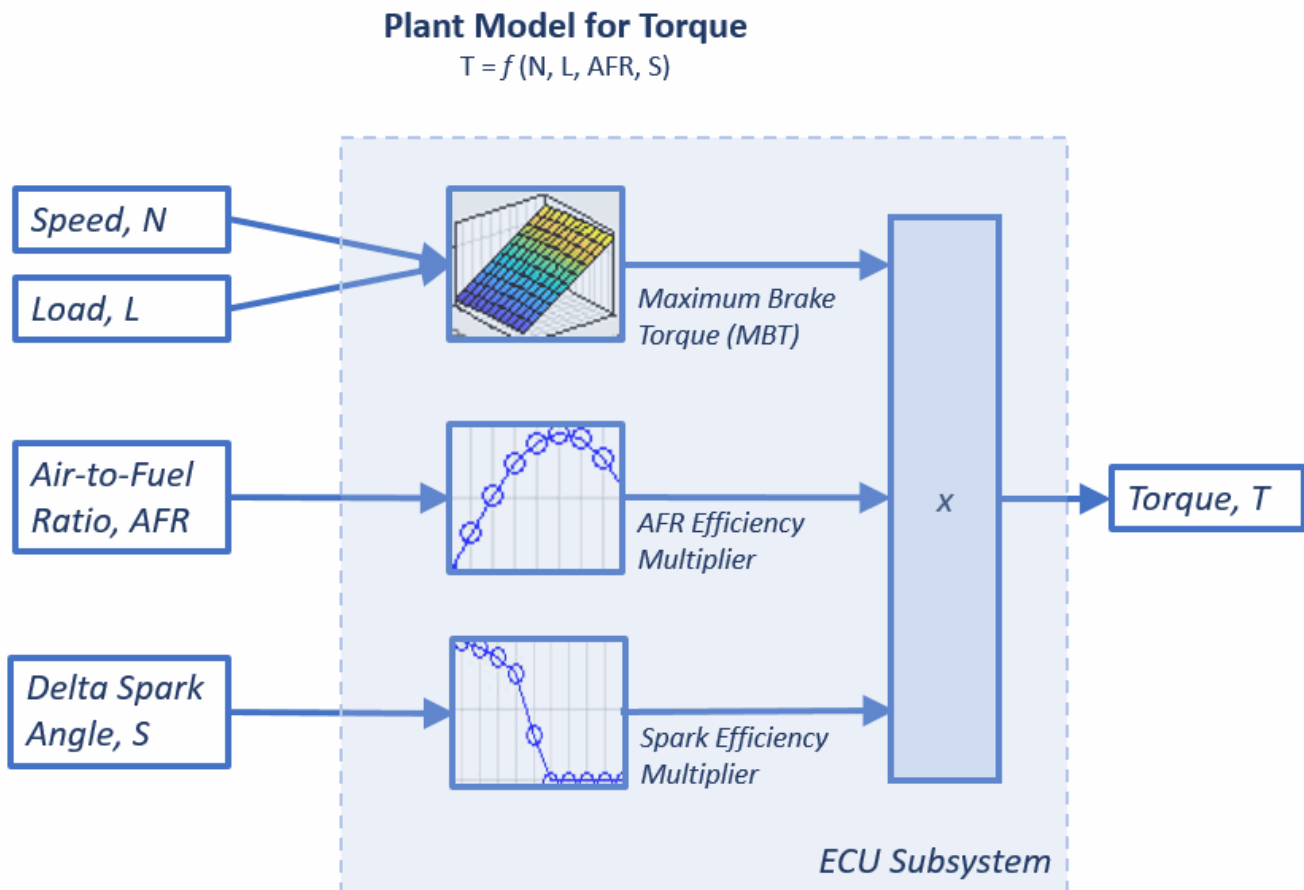 Plant Model for Torque
T = f (N, L, AFR, S)
Speed, N
Load, L
Maximum Brake
Torque (MBT)
Air-to-Fuel
Ratio, AFR
AFR Efficiency
Multiplier
x
Torque, T
Delta Spark
Angle, S
Spark Efficiency
Multiplier
ECU Subsystem